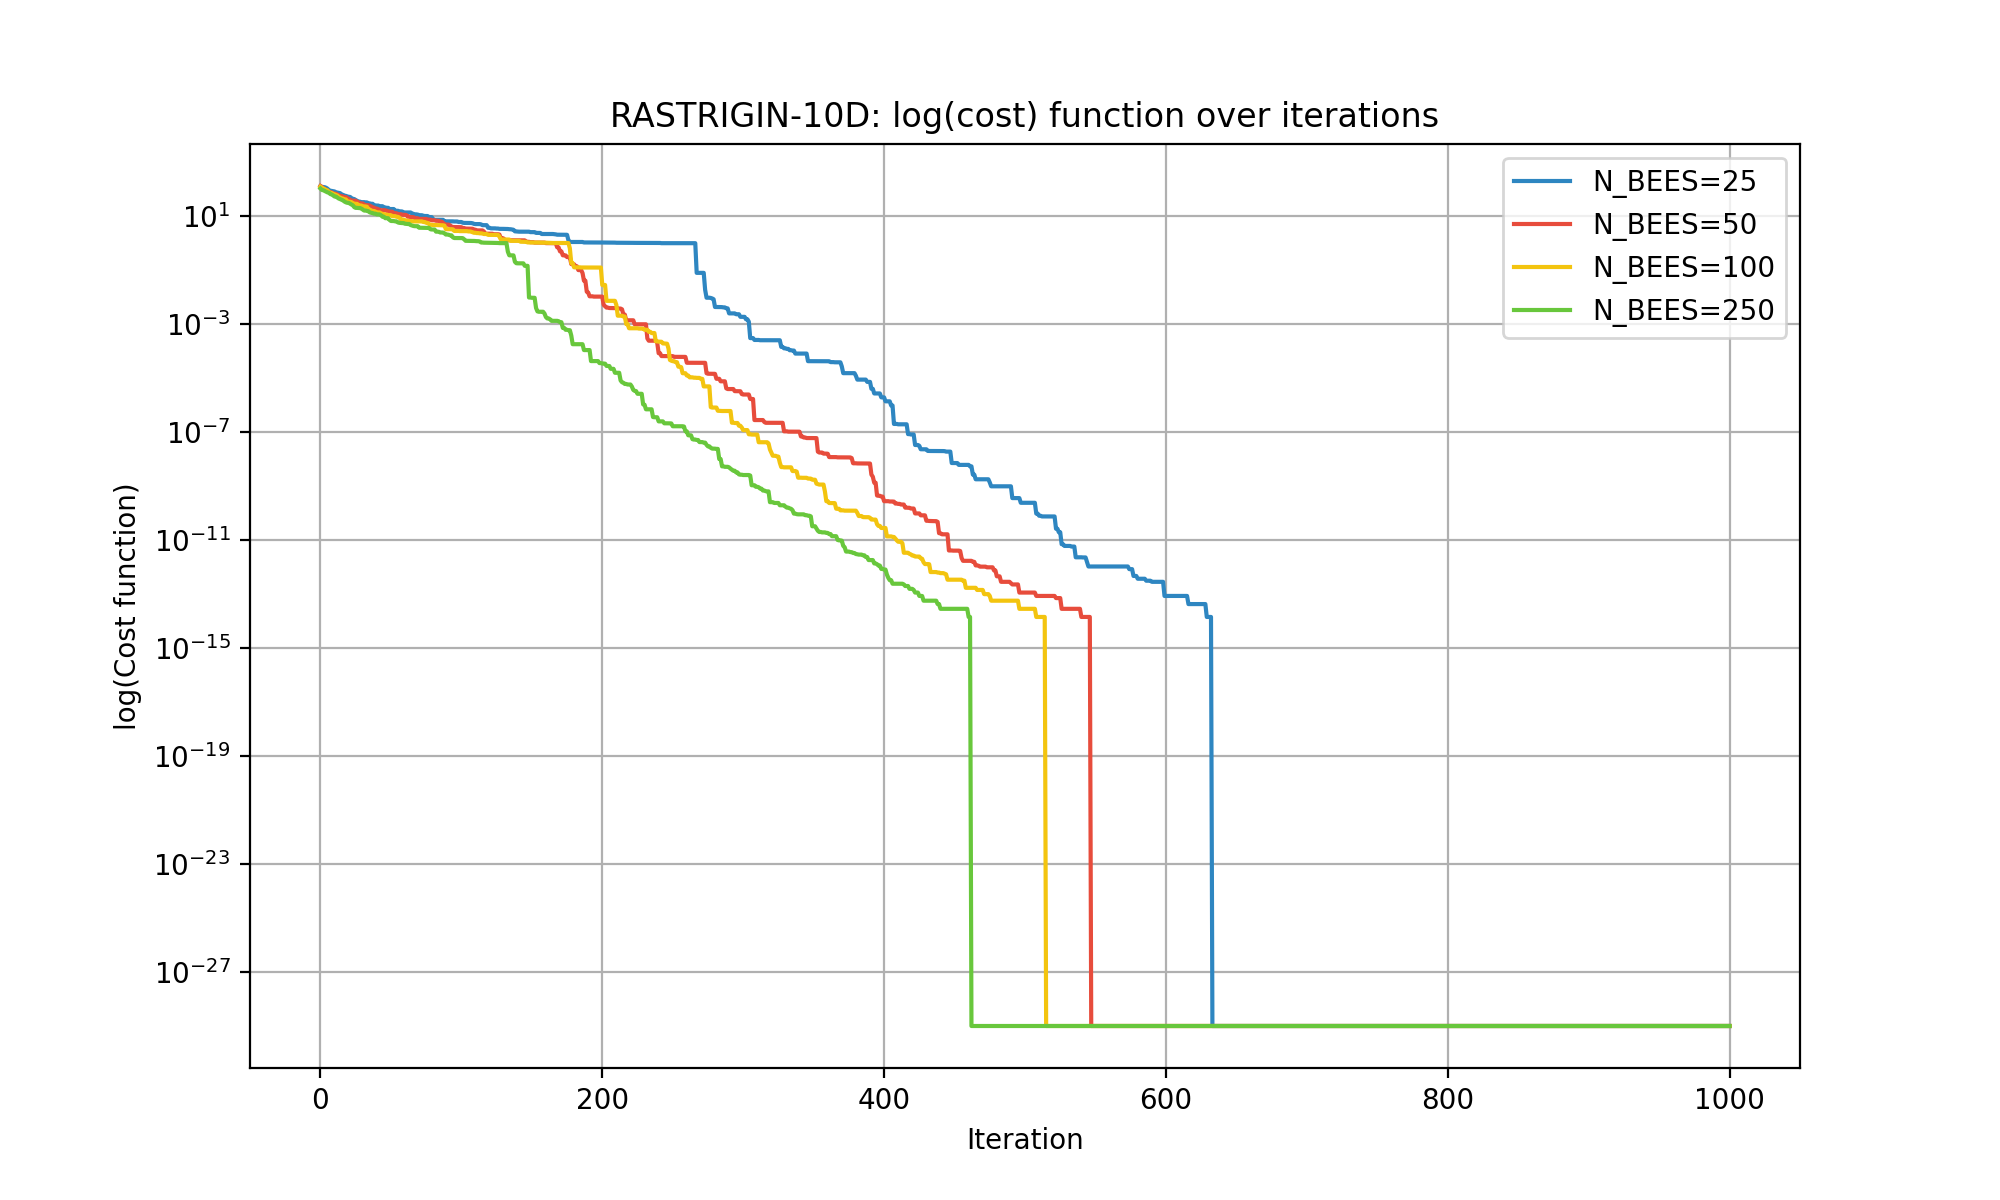 RASTRIGIN-10D: log(cost) function over iterations
N_BEES=25
N_BEES=50
N_BEES=100
N_BEES=250
log(Cost function)
10^1
10^−3
10^−7
10^−11
10^−15
10^−19
10^−23
10^−27
0 200 400 600 800 1000
Iteration